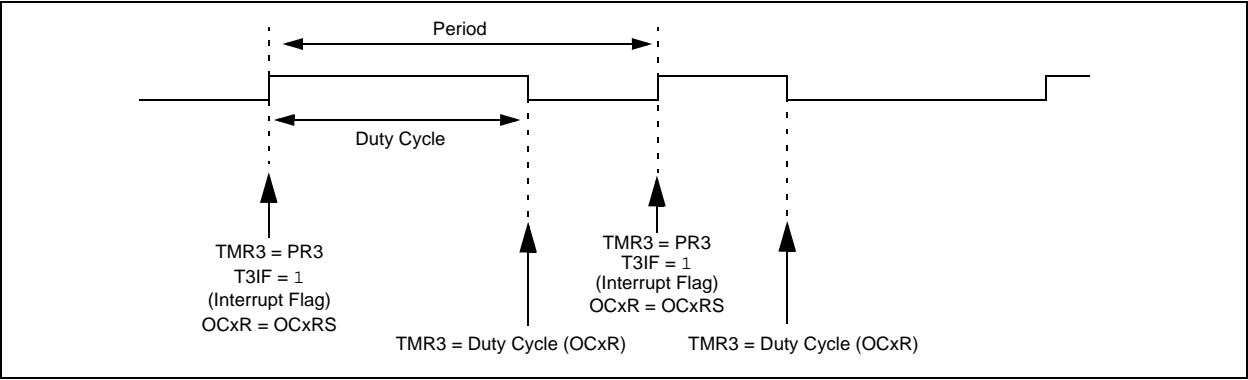 Period
Duty Cycle
TMR3 = PR3
T3IF = 1
(Interrupt Flag)
OCxR = OCxRS
TMR3 = Duty Cycle (OCxR)
TMR3 = PR3
T3IF = 1
(Interrupt Flag)
OCxR = OCxRS
TMR3 = Duty Cycle (OCxR)